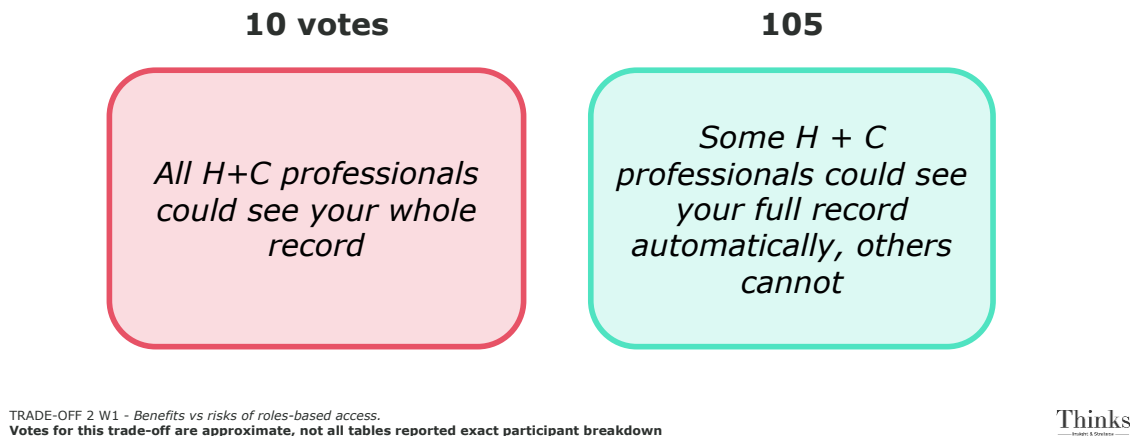 10 votes
105
All H+C professionals
could see your whole
record
Some H + C
professionals could see
your full record
automatically, others
cannot
TRADE-OFF 2 W1 - Benefits vs risks of roles-based access.
Votes for this trade-off are approximate, not all tables reported exact participant breakdown
Thinks
Insight & Strategy